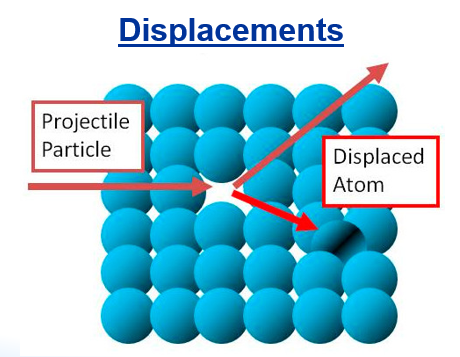 Displacements
Projectile
Particle
Displaced
Atom